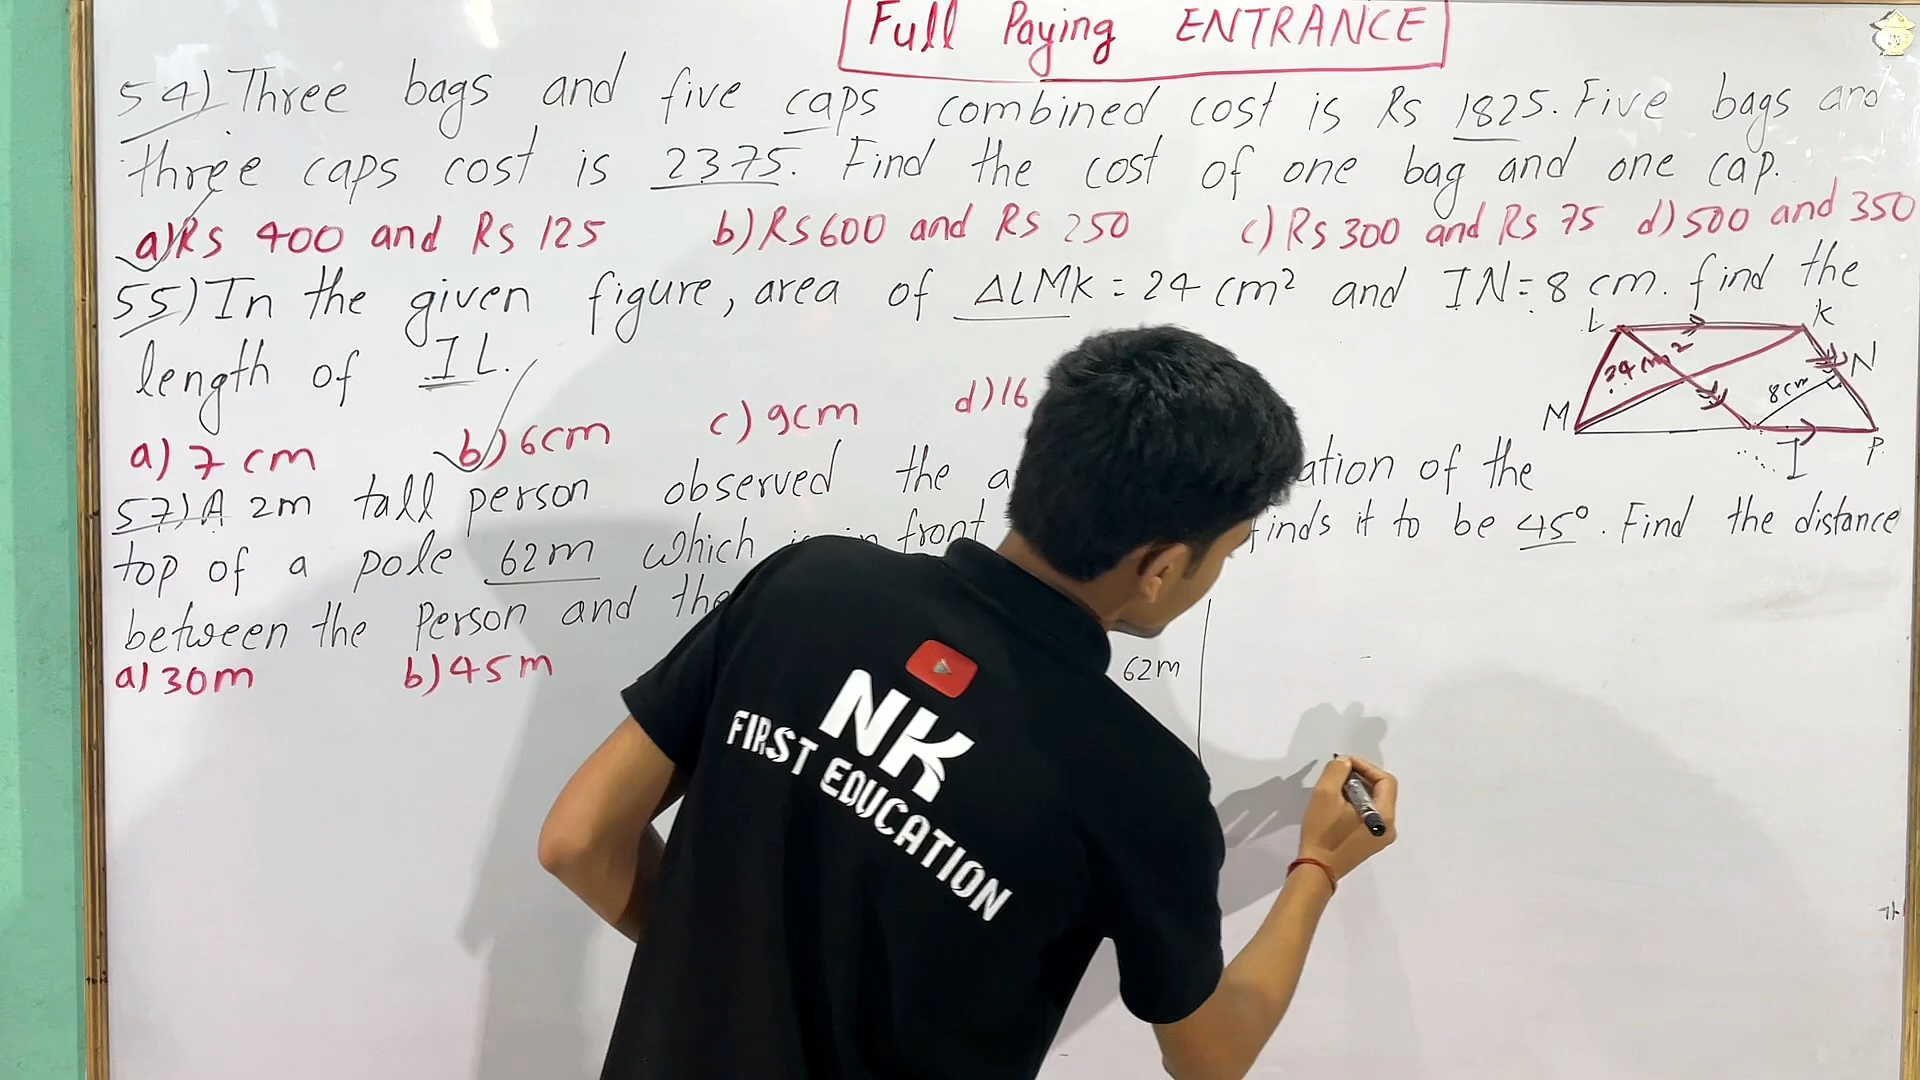 Full Paying ENTRANCE
54) Three bags and five caps combined cost is Rs 1825. Five bags and
three caps cost is 2375. Find the cost of one bag and one cap.
a) Rs 400 and Rs 125 b) Rs 600 and Rs 250 c) Rs 300 and Rs 75 d) 500 and 350
55) In the given figure, area of ΔLMK = 24 cm² and IN = 8 cm. find the
length of IL.
a) 7 cm b) 6cm c) 9cm d) 16
L K
24 cm²
N
8cm
M I P
57) A 2m tall person observed the a ation of the
top of a pole 62m which is in front finds it to be 45°. Find the distance
between the Person and the
a) 30m b) 45m
62m
NK
FIRST EDUCATION